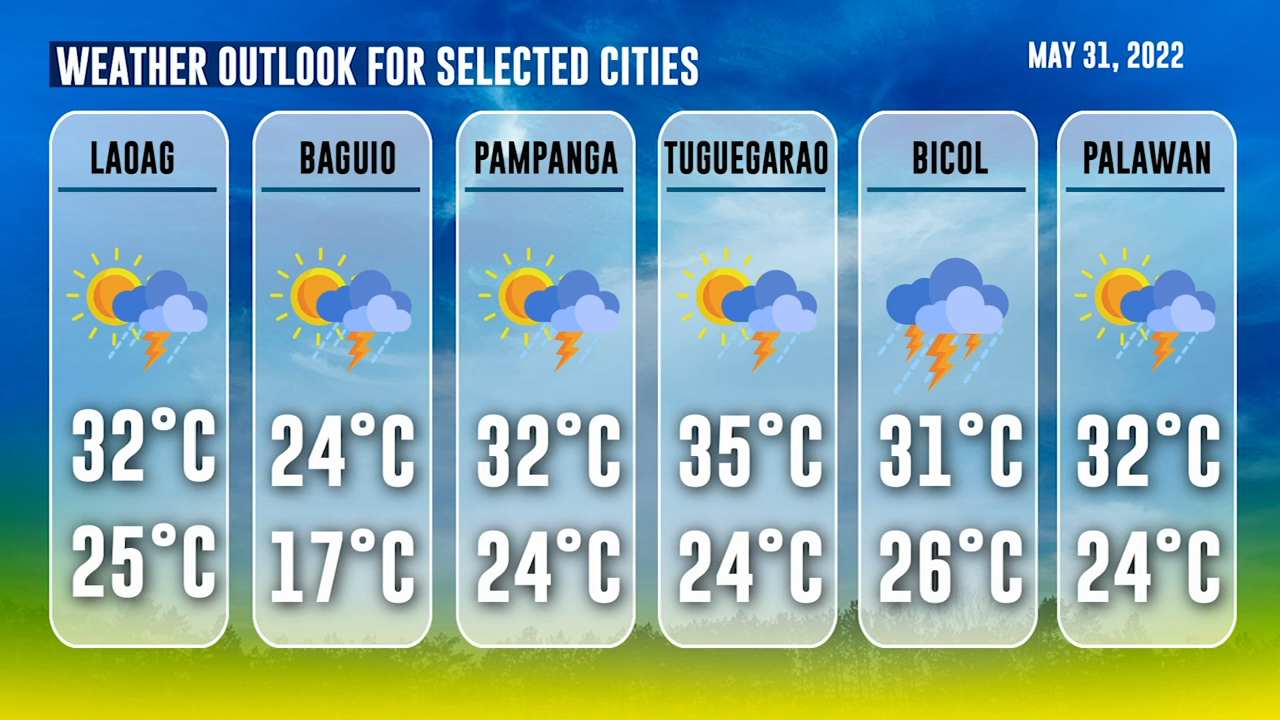 WEATHER OUTLOOK FOR SELECTED CITIES
MAY 31, 2022
LAOAG
32°C
25°C
BAGUIO
24°C
17°C
PAMPANGA
32°C
24°C
TUGUEGARAO
35°C
24°C
BICOL
31°C
26°C
PALAWAN
32°C
24°C